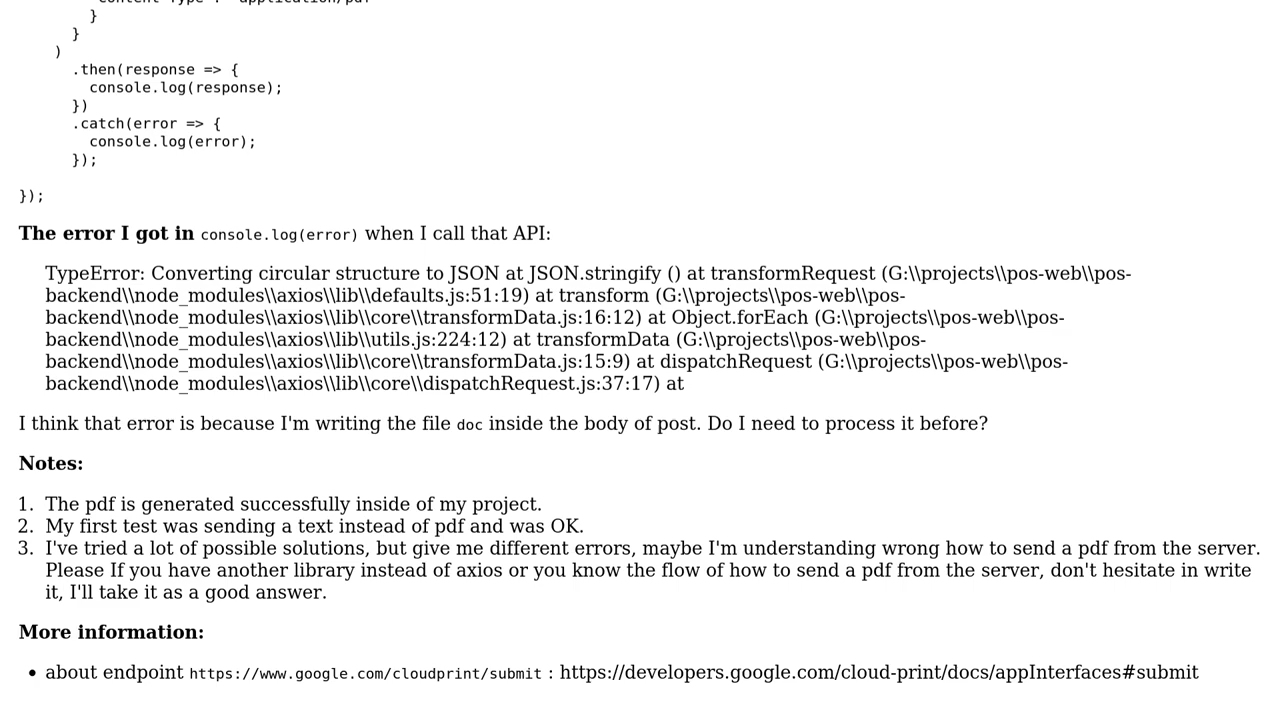 "content-type": "application/pdf"
}
}
)
.then(response => {
console.log(response);
})
.catch(error => {
console.log(error);
});
});
The error I got in console.log(error) when I call that API:
TypeError: Converting circular structure to JSON at JSON.stringify () at transformRequest (G:\\projects\\pos-web\\pos-
backend\\node_modules\\axios\\lib\\defaults.js:51:19) at transform (G:\\projects\\pos-web\\pos-
backend\\node_modules\\axios\\lib\\core\\transformData.js:16:12) at Object.forEach (G:\\projects\\pos-web\\pos-
backend\\node_modules\\axios\\lib\\utils.js:224:12) at transformData (G:\\projects\\pos-web\\pos-
backend\\node_modules\\axios\\lib\\core\\transformData.js:15:9) at dispatchRequest (G:\\projects\\pos-web\\pos-
backend\\node_modules\\axios\\lib\\core\\dispatchRequest.js:37:17) at
I think that error is because I'm writing the file doc inside the body of post. Do I need to process it before?
Notes:
1. The pdf is generated successfully inside of my project.
2. My first test was sending a text instead of pdf and was OK.
3. I've tried a lot of possible solutions, but give me different errors, maybe I'm understanding wrong how to send a pdf from the server.
Please If you have another library instead of axios or you know the flow of how to send a pdf from the server, don't hesitate in write
it, I'll take it as a good answer.
More information:
• about endpoint https://www.google.com/cloudprint/submit : https://developers.google.com/cloud-print/docs/appInterfaces#submit